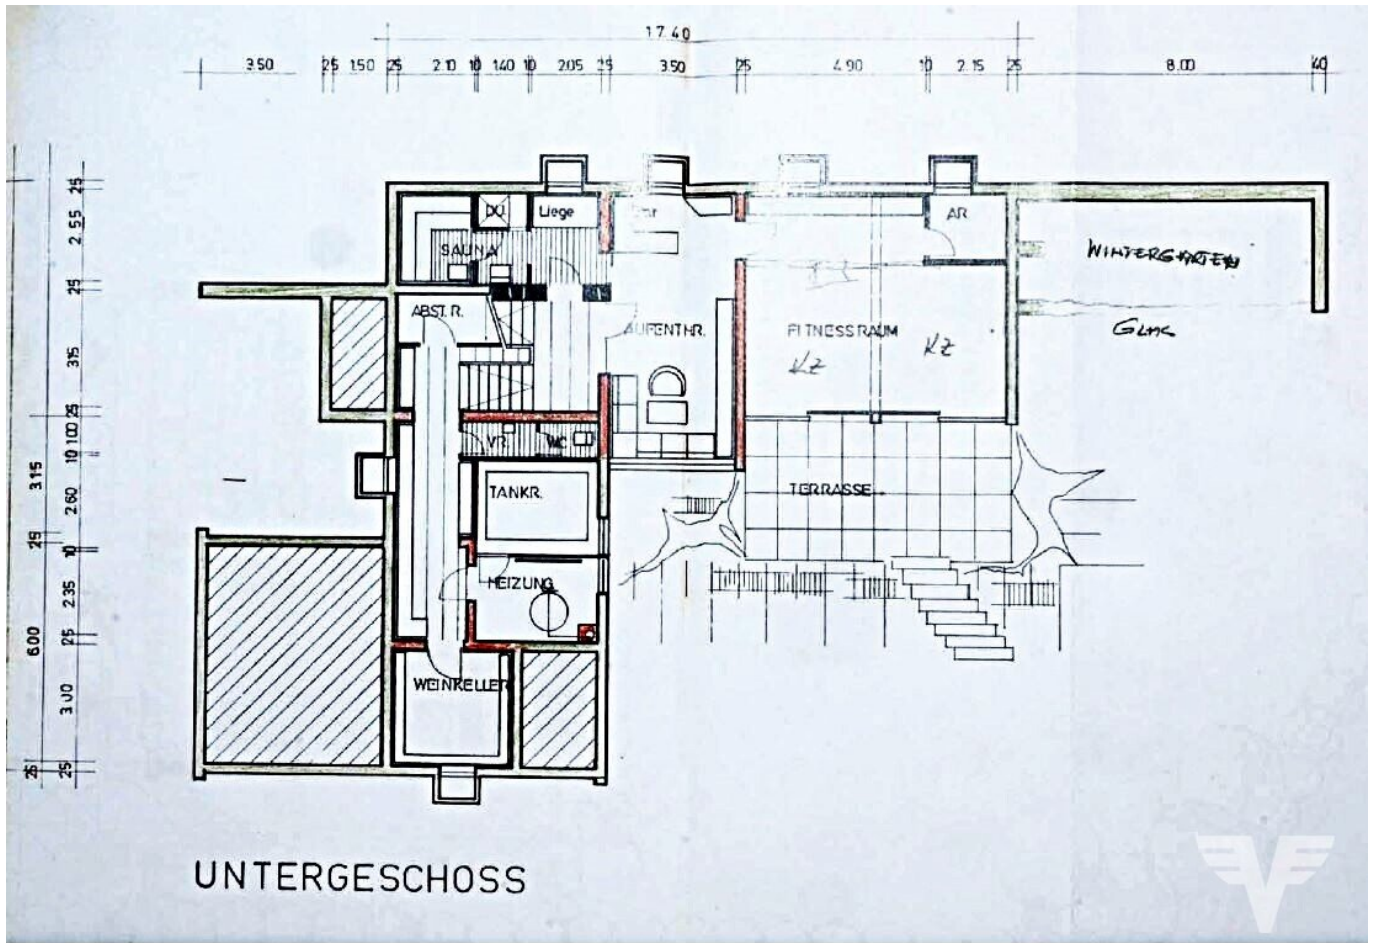 17.40
3.50 25 1.50 25 2.10 10 1.40 10 2.05 25 3.50 25 4.90 10 2.15 25 8.00 40
25
2.55
25
3.15
25
1.00
10
2.60
10
2.35
25
3.00
25
3.15
25
6.00
25
DU Liege AR
SAUNA WINTERGARTEN
ABST. R. AUFENTHR. FITNESSRAUM GLAS
KZ KZ
VR. WC
TANKR. TERRASSE
HEIZUNG
WEINKELLER
UNTERGESCHOSS